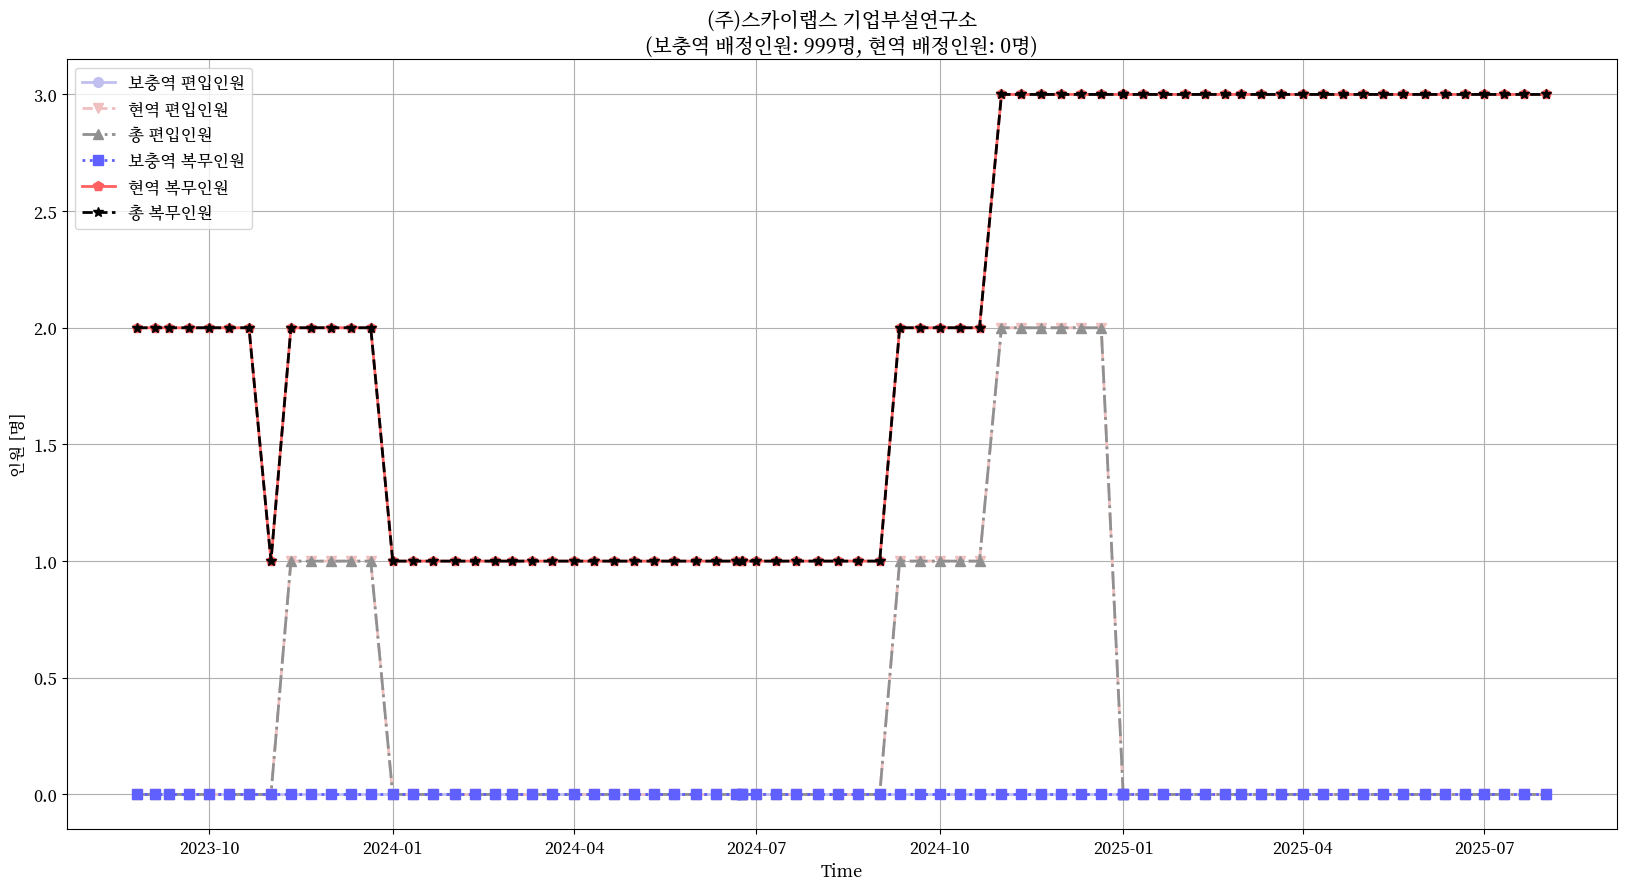 (주)스카이랩스 기업부설연구소
(보충역 배정인원: 999명, 현역 배정인원: 0명)
보충역 편입인원
현역 편입인원
총 편입인원
보충역 복무인원
현역 복무인원
총 복무인원
3.0
2.5
2.0
1.5
1.0
0.5
0.0
인원 [명]
2023-10 2024-01 2024-04 2024-07 2024-10 2025-01 2025-04 2025-07
Time